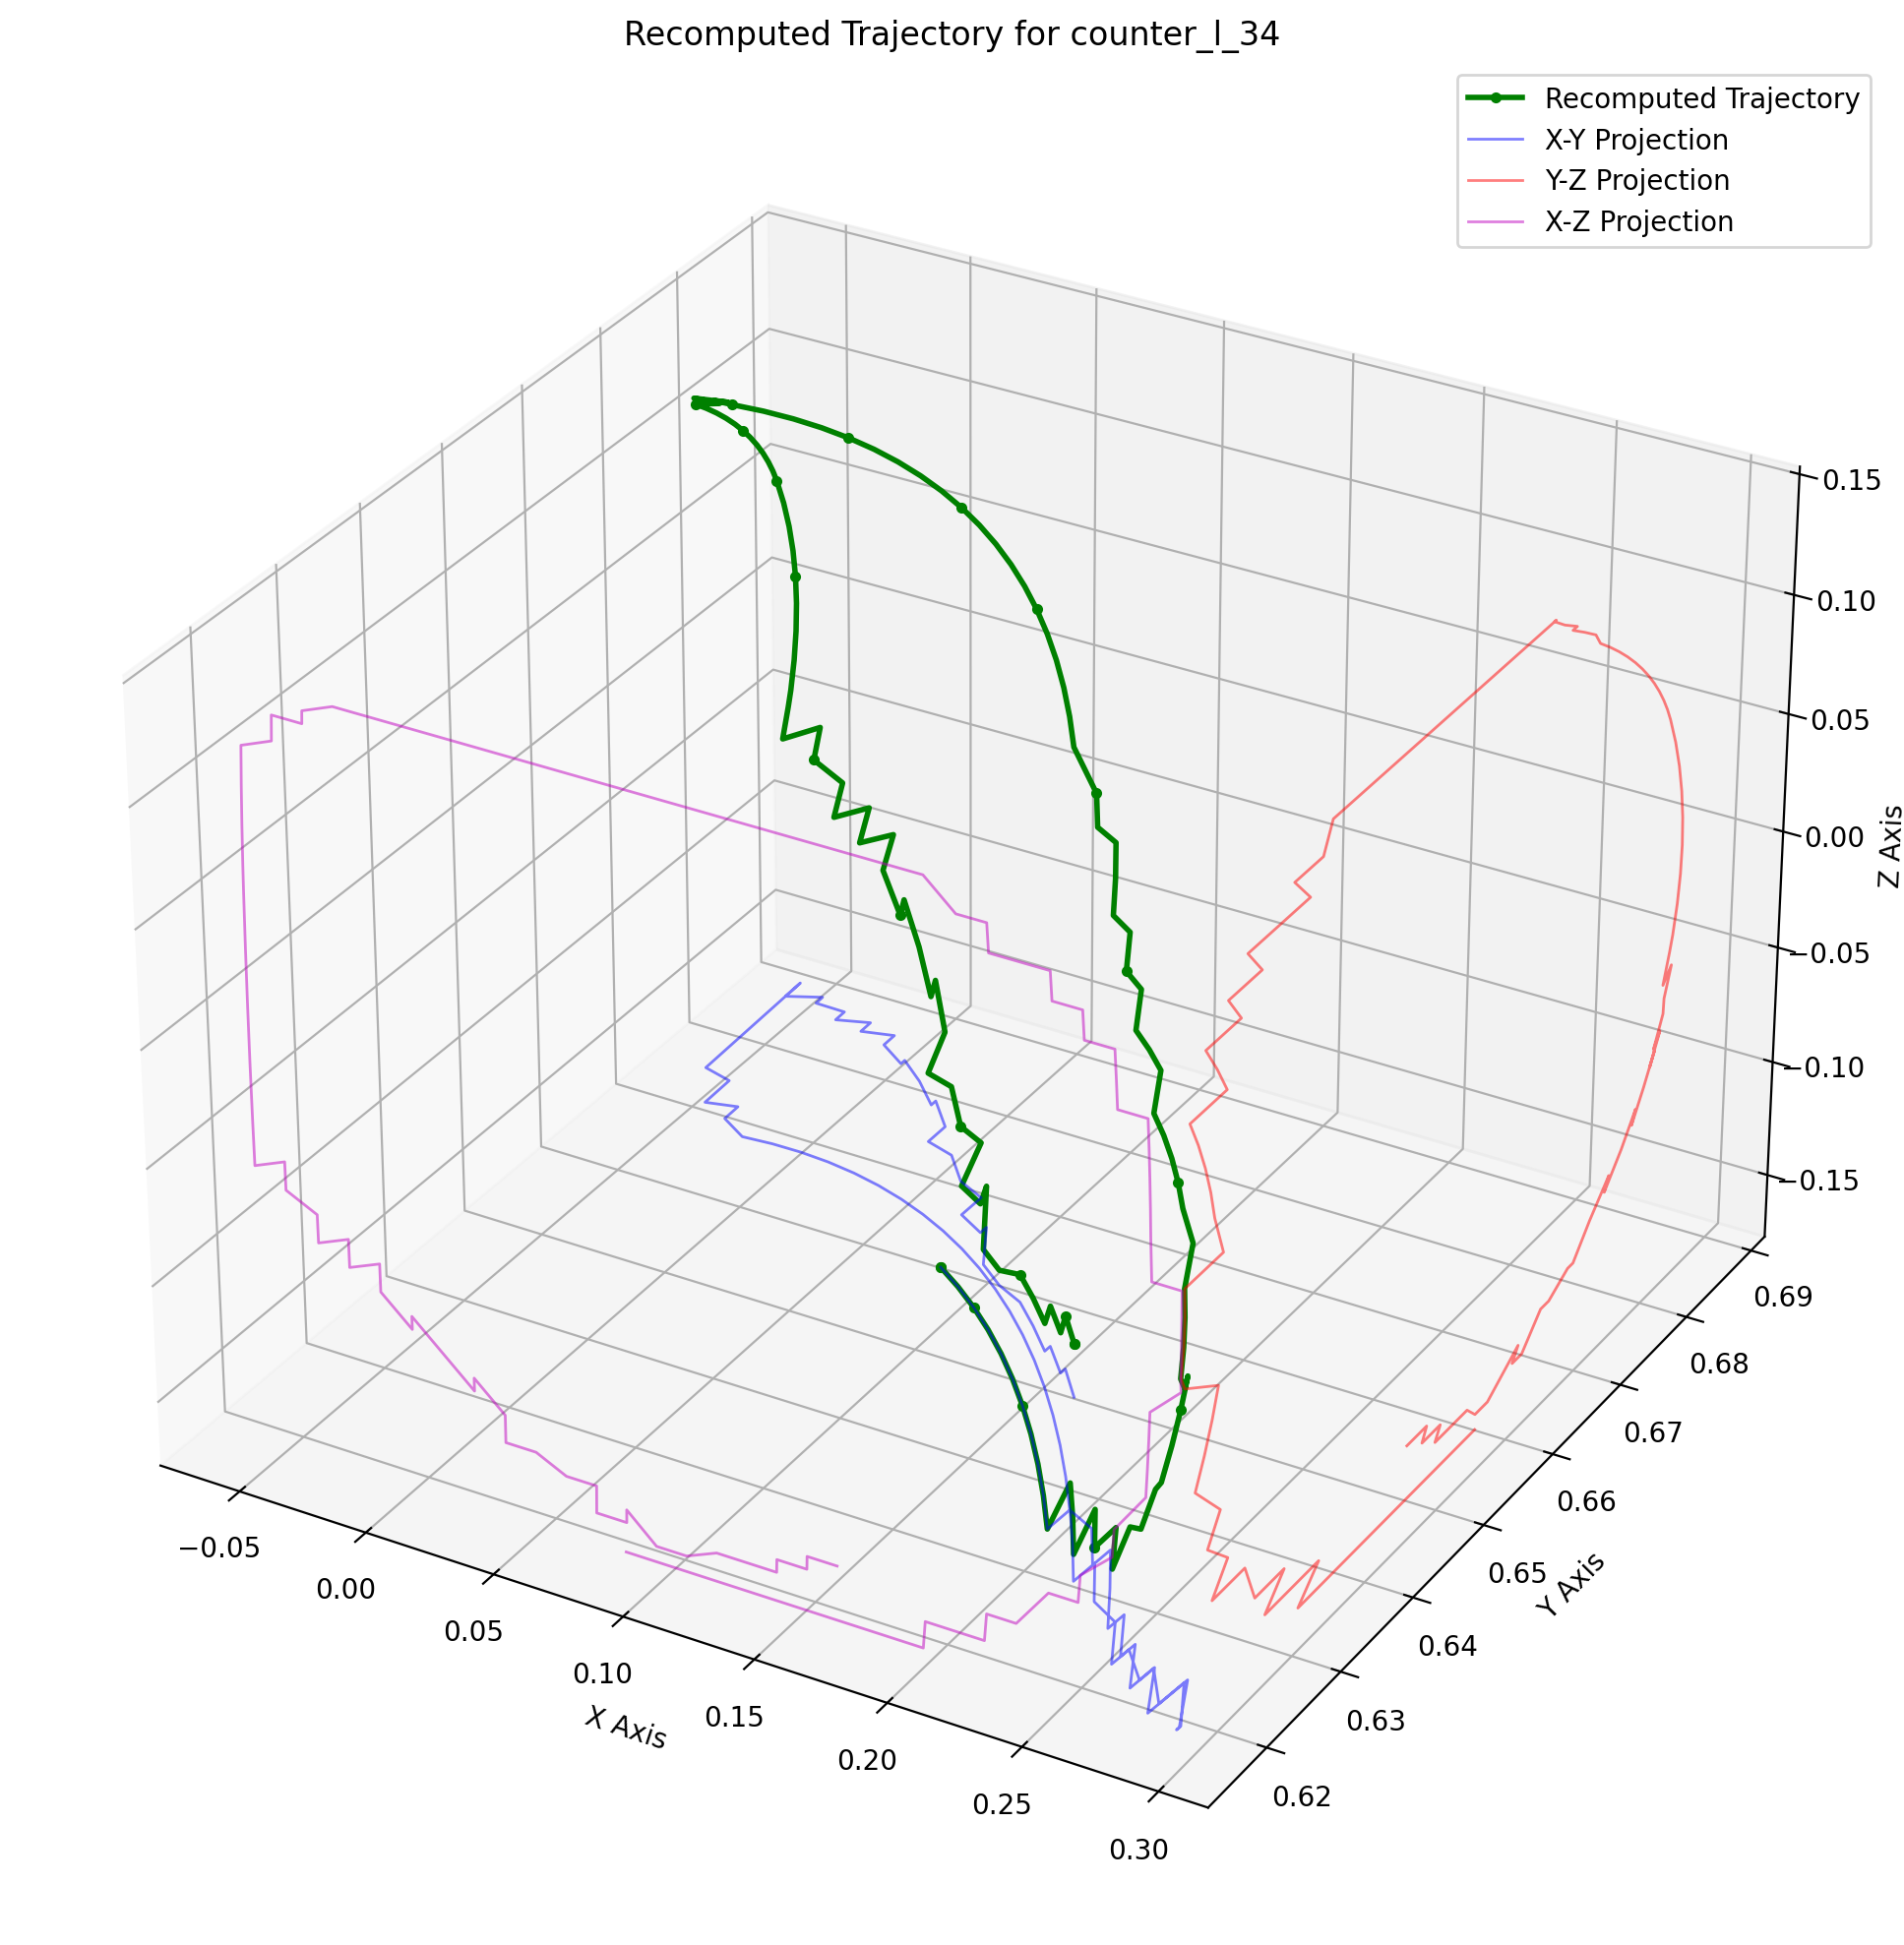 Recomputed Trajectory for counter_l_34
Recomputed Trajectory
X-Y Projection
Y-Z Projection
X-Z Projection
0.15
0.10
0.05
0.00
−0.05
−0.10
−0.15
Z Axis
0.69
0.68
0.67
0.66
0.65
0.64
0.63
0.62
Y Axis
−0.05
0.00
0.05
0.10
0.15
0.20
0.25
0.30
X Axis